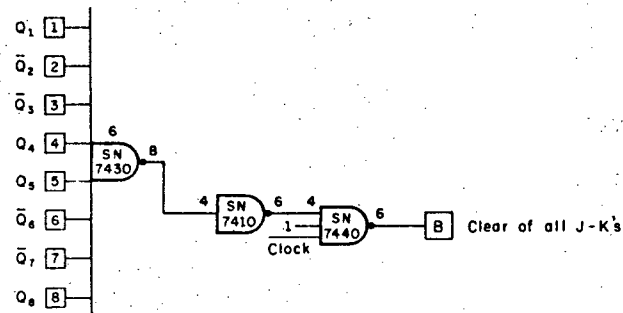 Q₁ 1
Q̄₂ 2
Q̄₃ 3
Q₄ 4
6
SN
7430
8
Q₅ 5
4
SN
7410
6
4
1
Clock
SN
7440
6
B Clear of all J-K's
Q̄₆ 6
Q̄₇ 7
Q₈ 8